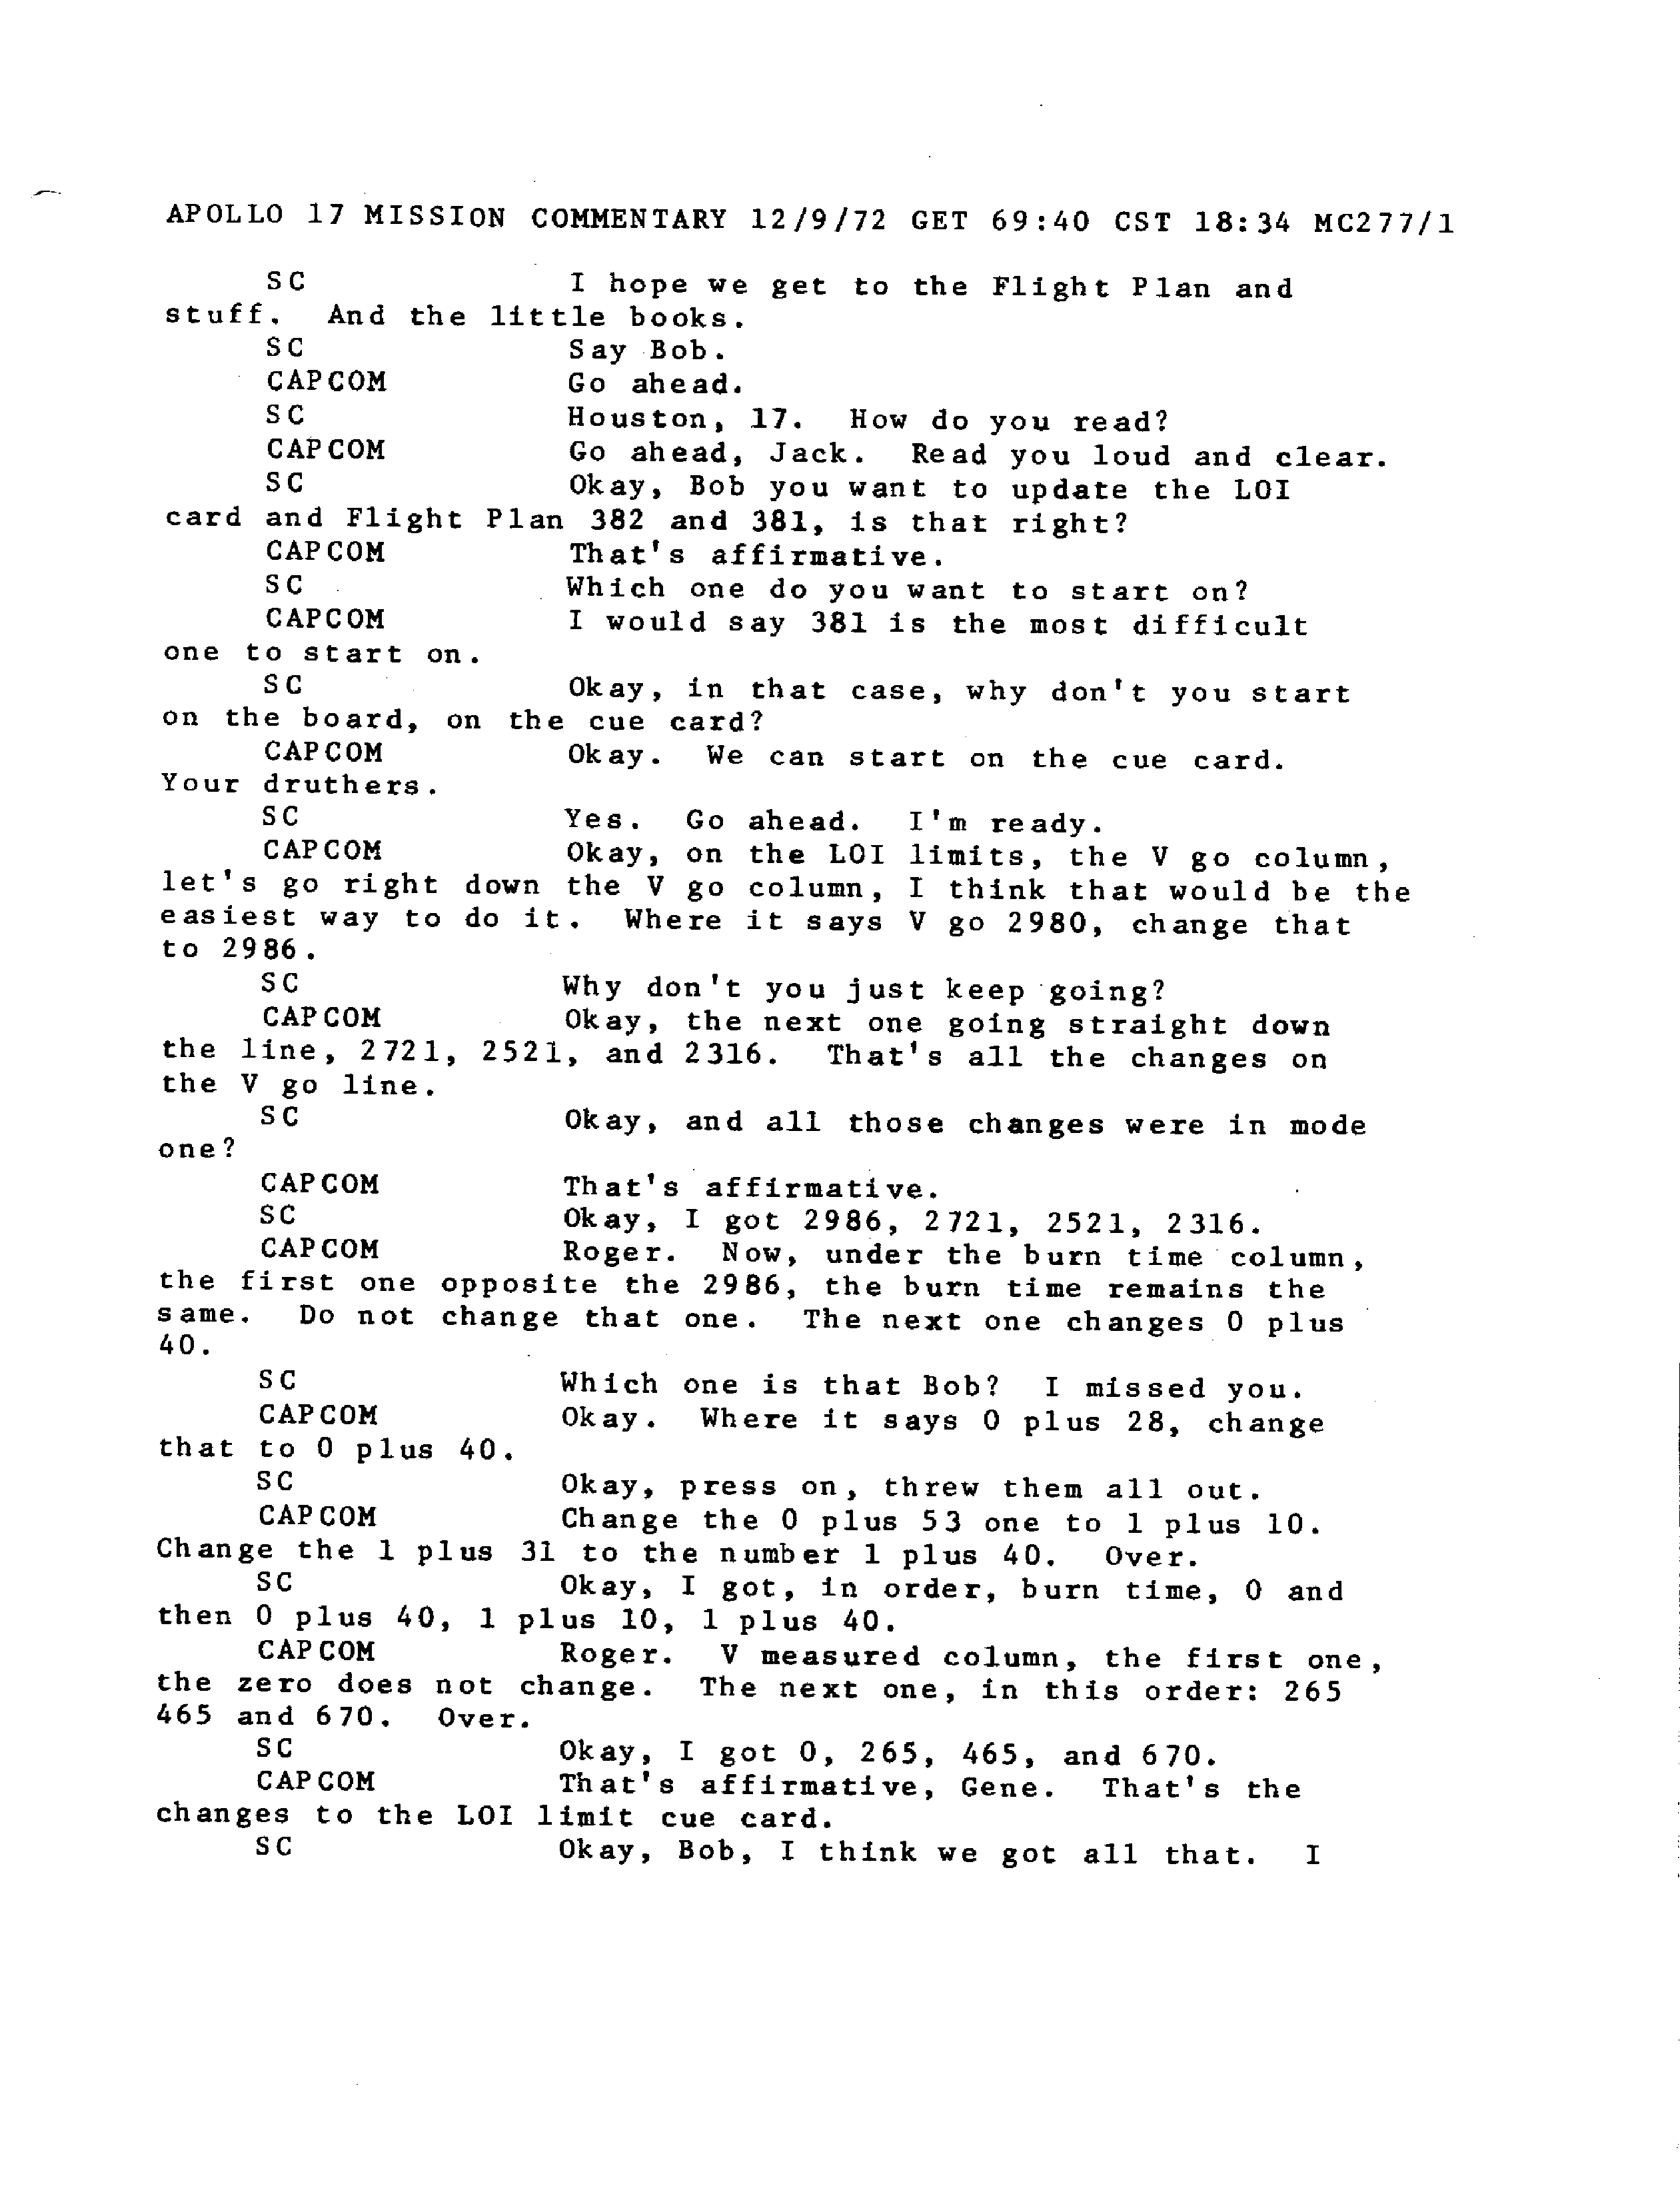 APOLLO 17 MISSION COMMENTARY 12/9/72 GET 69:40 CST 18:34 MC277/1
SC I hope we get to the Flight Plan and
stuff. And the little books.
SC Say Bob.
CAPCOM Go ahead.
SC Houston, 17. How do you read?
CAPCOM Go ahead, Jack. Read you loud and clear.
SC Okay, Bob you want to update the LOI
card and Flight Plan 382 and 381, is that right?
CAPCOM That's affirmative.
SC Which one do you want to start on?
CAPCOM I would say 381 is the most difficult
one to start on.
SC Okay, in that case, why don't you start
on the board, on the cue card?
CAPCOM Okay. We can start on the cue card.
Your druthers.
SC Yes. Go ahead. I'm ready.
CAPCOM Okay, on the LOI limits, the V go column,
let's go right down the V go column, I think that would be the
easiest way to do it. Where it says V go 2980, change that
to 2986.
SC Why don't you just keep going?
CAPCOM Okay, the next one going straight down
the line, 2721, 2521, and 2316. That's all the changes on
the V go line.
SC Okay, and all those changes were in mode
one?
CAPCOM That's affirmative.
SC Okay, I got 2986, 2721, 2521, 2316.
CAPCOM Roger. Now, under the burn time column,
the first one opposite the 2986, the burn time remains the
same. Do not change that one. The next one changes 0 plus
40.
SC Which one is that Bob? I missed you.
CAPCOM Okay. Where it says 0 plus 28, change
that to 0 plus 40.
SC Okay, press on, threw them all out.
CAPCOM Change the 0 plus 53 one to 1 plus 10.
Change the 1 plus 31 to the number 1 plus 40. Over.
SC Okay, I got, in order, burn time, 0 and
then 0 plus 40, 1 plus 10, 1 plus 40.
CAPCOM Roger. V measured column, the first one,
the zero does not change. The next one, in this order: 265
465 and 670. Over.
SC Okay, I got 0, 265, 465, and 670.
CAPCOM That's affirmative, Gene. That's the
changes to the LOI limit cue card.
SC Okay, Bob, I think we got all that. I